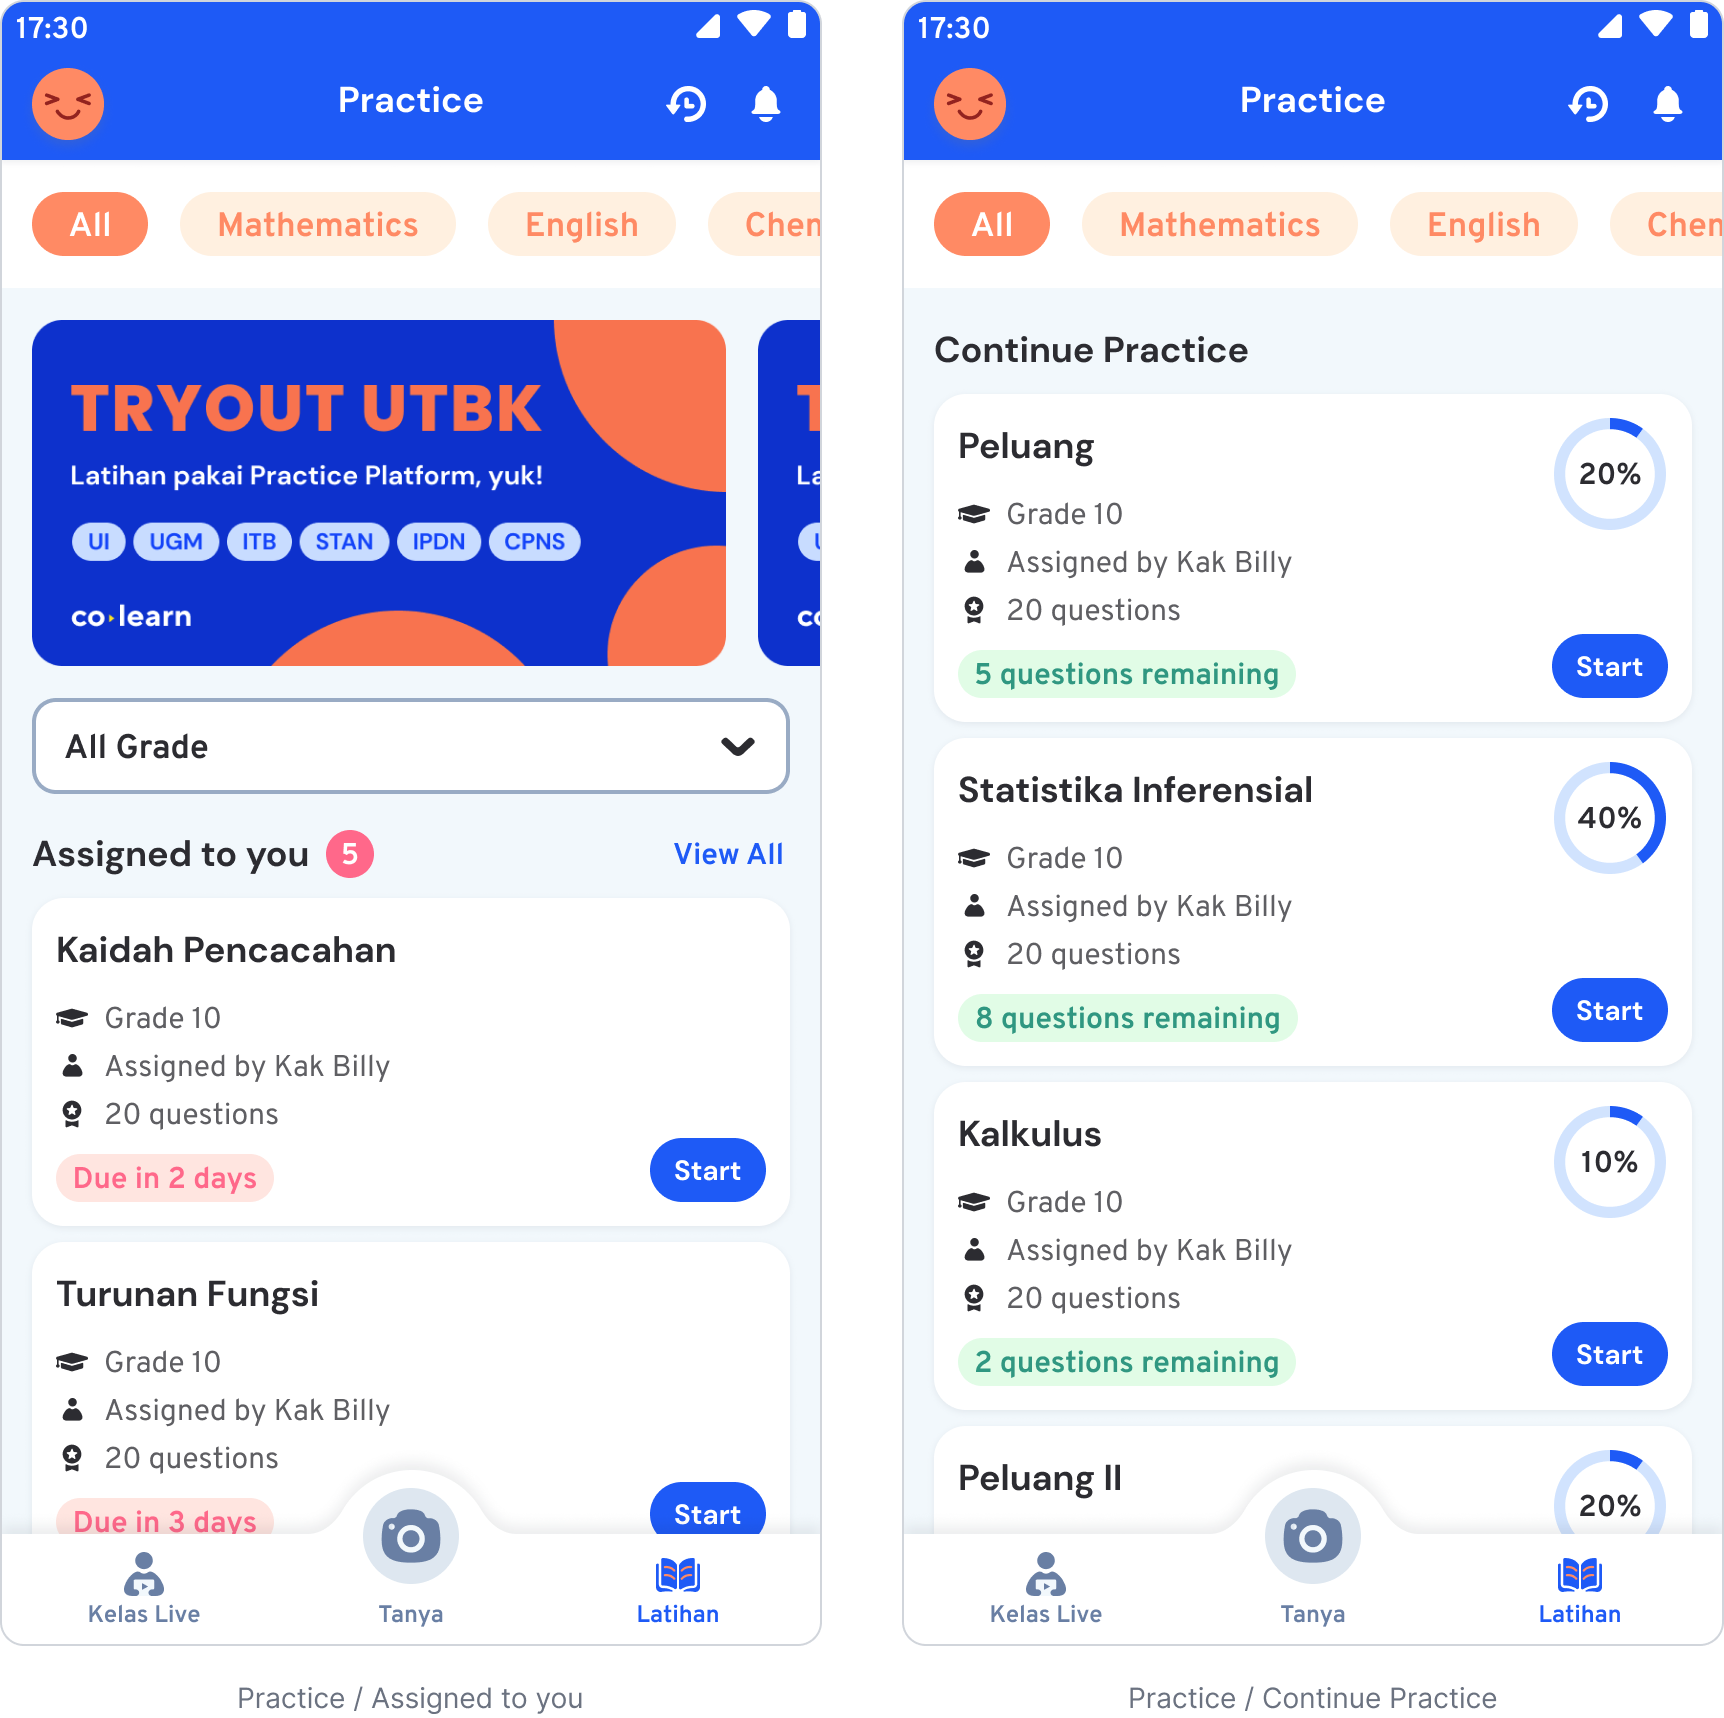 17:30
Practice
All
Mathematics
English
Chem
TRYOUT UTBK
Latihan pakai Practice Platform, yuk!
UI
UGM
ITB
STAN
IPDN
CPNS
co·learn
All Grade
Assigned to you 5
View All
Kaidah Pencacahan
Grade 10
Assigned by Kak Billy
20 questions
Due in 2 days
Start
Turunan Fungsi
Grade 10
Assigned by Kak Billy
20 questions
Due in 3 days
Start
Kelas Live
Tanya
Latihan
Practice / Assigned to you
17:30
Practice
All
Mathematics
English
Chem
Continue Practice
Peluang
20%
Grade 10
Assigned by Kak Billy
20 questions
5 questions remaining
Start
Statistika Inferensial
40%
Grade 10
Assigned by Kak Billy
20 questions
8 questions remaining
Start
Kalkulus
10%
Grade 10
Assigned by Kak Billy
20 questions
2 questions remaining
Start
Peluang II
20%
Kelas Live
Tanya
Latihan
Practice / Continue Practice